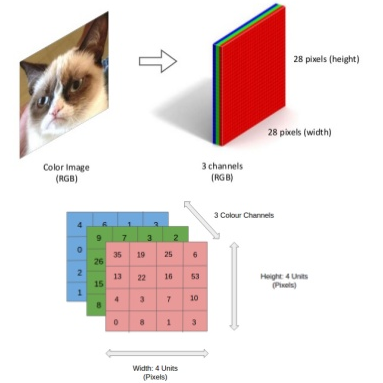 28 pixels (height)
28 pixels (width)
Color Image
(RGB)
3 channels
(RGB)
3 Colour Channels
4 6 1 3
9 7 3 2
35 19 25 6
0
26
13 22 16 53
2
15
4 3 7 10
1
8
0 8 1 3
Height: 4 Units
(Pixels)
Width: 4 Units
(Pixels)